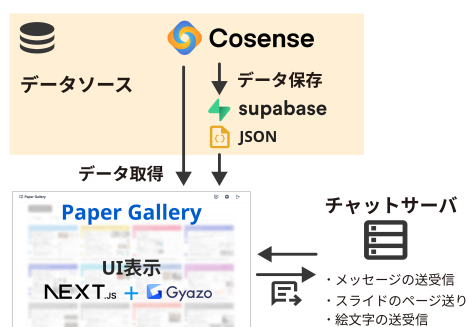 Cosense
データソース
データ保存
supabase
JSON
データ取得
Paper Gallery
Paper Gallery
UI表示
NEXT.JS + Gyazo
チャットサーバ
・メッセージの送受信
・スライドのページ送り
・絵文字の送受信